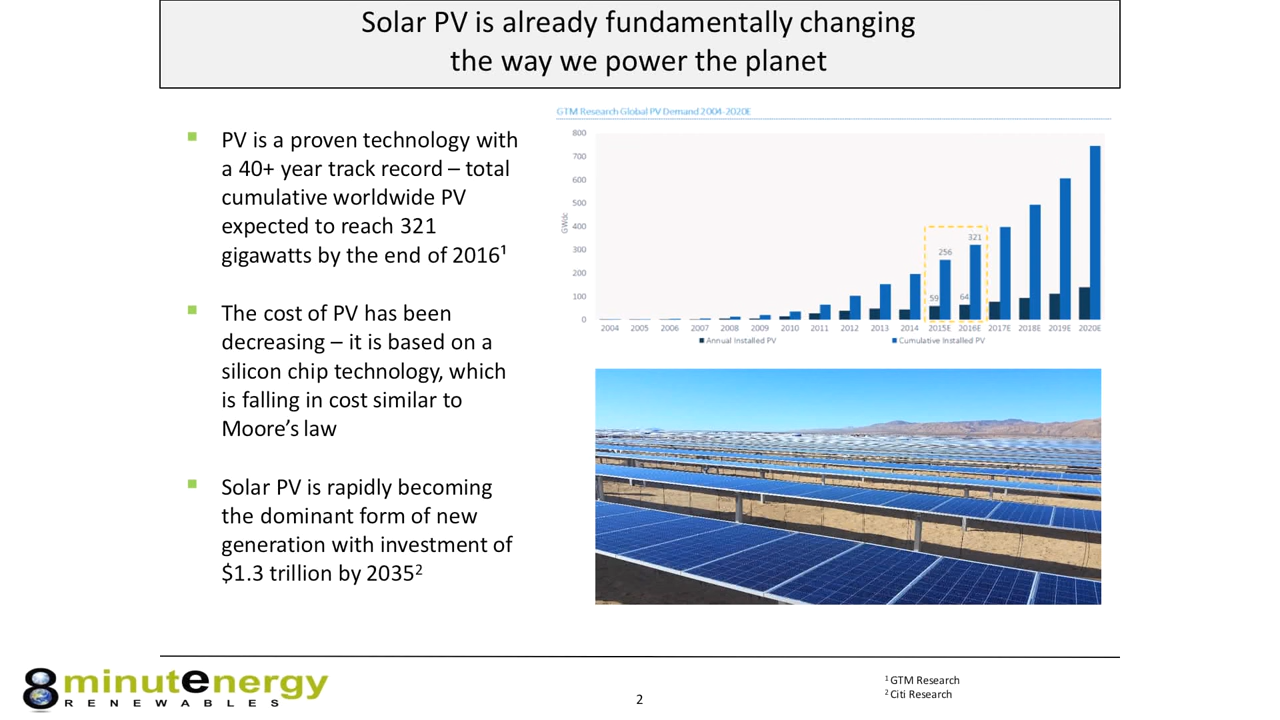 Solar PV is already fundamentally changing
the way we power the planet
▪ PV is a proven technology with
a 40+ year track record – total
cumulative worldwide PV
expected to reach 321
gigawatts by the end of 2016¹
▪ The cost of PV has been
decreasing – it is based on a
silicon chip technology, which
is falling in cost similar to
Moore’s law
▪ Solar PV is rapidly becoming
the dominant form of new
generation with investment of
$1.3 trillion by 2035²
GTM Research Global PV Demand 2004-2020E
GWdc
800
700
600
500
400
300
200
100
0
321
256
59
64
2004 2005 2006 2007 2008 2009 2010 2011 2012 2013 2014 2015E 2016E 2017E 2018E 2019E 2020E
Annual Installed PV Cumulative Installed PV
8minutenergy
RENEWABLES
2
¹ GTM Research
² Citi Research